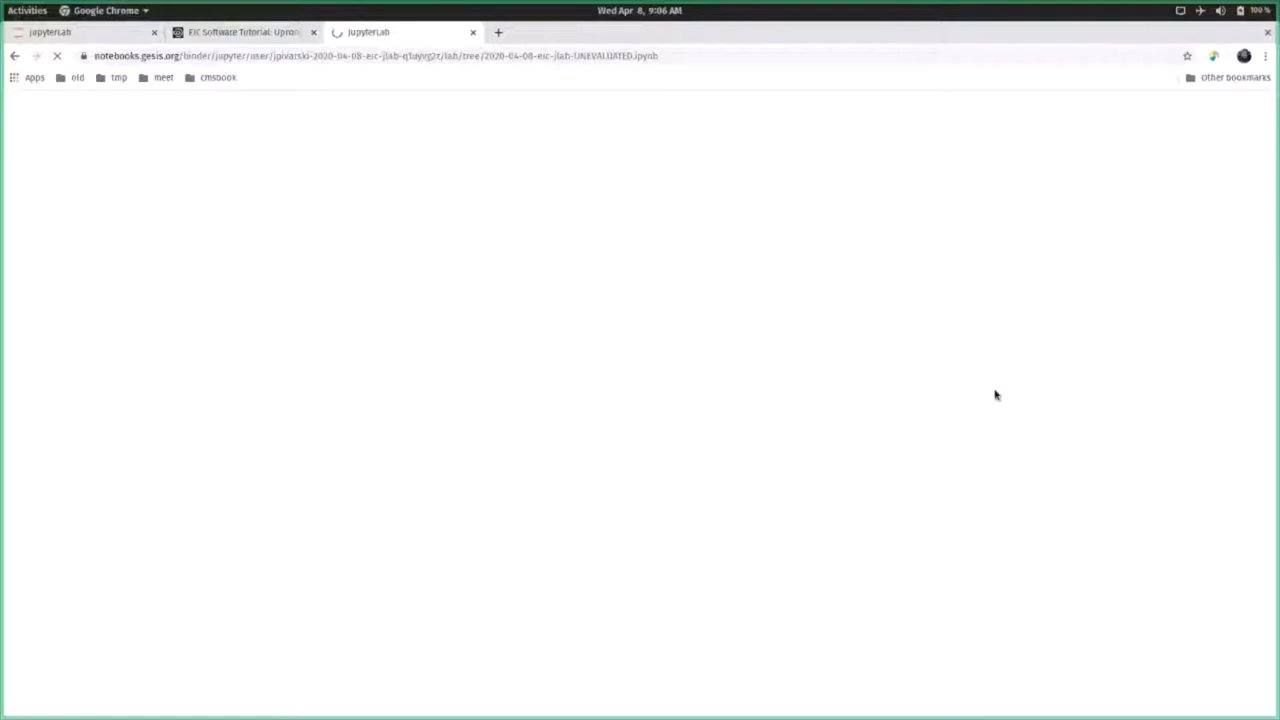 Activities Google Chrome Wed Apr 8, 9:06 AM 100 %
JupyterLab EIC Software Tutorial: Uproo JupyterLab
notebooks.gesis.org/binder/jupyter/user/jpivarski-2020-04-08-eic-jlab-q1uyvg2r/lab/tree/2020-04-08-eic-jlab-UNEVALUATED.ipynb
Apps old tmp meet cmsbook Other bookmarks